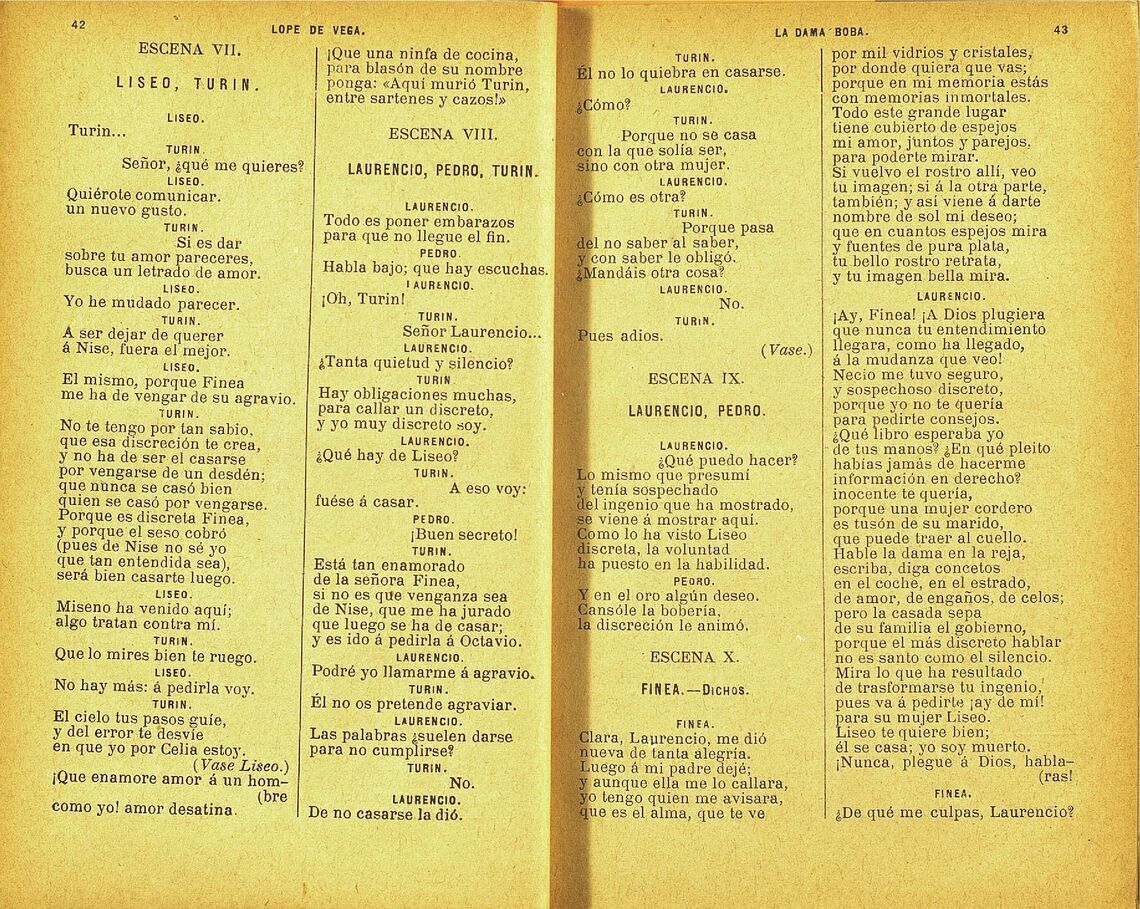 42
LOPE DE VEGA.
ESCENA VII.
LISEO, TURIN.
LISEO.
Turin...
TURIN.
Señor, ¿qué me quieres?
LISEO.
Quiérote comunicar.
un nuevo gusto.
TURIN.
Si es dar
sobre tu amor pareceres,
busca un letrado de amor.
LISEO.
Yo he mudado parecer.
TURIN.
A ser dejar de querer
á Nise, fuera el mejor.
LISEO.
El mismo, porque Finea
me ha de vengar de su agravio.
TURIN.
No te tengo por tan sabio,
que esa discreción te crea,
y no ha de ser el casarse
por vengarse de un desdén;
que nunca se casó bien
quien se casó por vengarse.
Porque es discreta Finea,
y porque el seso cobró
(pues de Nise no sé yo
que tan entendida sea),
será bien casarte luego.
LISEO.
Miseno ha venido aquí;
algo tratan contra mí.
TURIN.
Que lo mires bien te ruego.
LISEO.
No hay más: á pedirla voy.
TURIN.
El cielo tus pasos guíe,
y del error te desvíe
en que yo por Celia estoy.
(Vase Liseo.)
¡Que enamore amor á un hom-
(bre
como yo! amor desatina.
¡Que una ninfa de cocina,
para blasón de su nombre
ponga: «Aquí murió Turin,
entre sartenes y cazos!»
ESCENA VIII.
LAURENCIO, PEDRO, TURIN.
LAURENCIO.
Todo es poner embarazos
para que no llegue el fin.
PEDRO.
Habla bajo; que hay escuchas.
LAURENCIO.
¡Oh, Turin!
TURIN.
Señor Laurencio...
LAURENCIO.
¿Tanta quietud y silencio?
TURIN
Hay obligaciones muchas,
para callar un discreto,
y yo muy discreto soy.
LAURENCIO.
¿Qué hay de Liseo?
TURIN.
A eso voy:
fuése á casar.
PEDRO.
¡Buen secreto!
TURIN.
Está tan enamorado
de la señora Finea,
si no es que venganza sea
de Nise, que me ha jurado
que luego se ha de casar;
y es ido á pedirla á Octavio.
LAURENCIO.
Podré yo llamarme á agravio.
TURIN.
Él no os pretende agraviar.
LAURENCIO.
Las palabras ¿suelen darse
para no cumplirse?
TURIN.
No.
LAURENCIO.
De no casarse la dió.
LA DAMA BOBA.
43
TURIN.
Él no lo quiebra en casarse.
LAURENCIO.
¿Cómo?
TURIN.
Porque no se casa
con la que solía ser,
sino con otra mujer.
LAURENCIO.
¿Cómo es otra?
TURIN.
Porque pasa
del no saber al saber,
y con saber le obligó.
¿Mandáis otra cosa?
LAURENCIO.
No.
TURIN.
Pues adios.
(Vase.)
ESCENA IX.
LAURENCIO, PEDRO.
LAURENCIO.
¿Qué puedo hacer?
Lo mismo que presumí
y tenía sospechado
del ingenio que ha mostrado,
se viene á mostrar aquí.
Como lo ha visto Liseo
discreta, la voluntad
ha puesto en la habilidad.
PEDRO.
Y en el oro algún deseo.
Cansóle la bobería,
la discreción le animó.
ESCENA X.
FINEA.—DICHOS.
FINEA.
Clara, Laurencio, me dió
nueva de tanta alegría.
Luego á mi padre dejé;
y aunque ella me lo callara,
yo tengo quien me avisara,
que es el alma, que te ve
por mil vidrios y cristales,
por donde quiera que vas;
porque en mi memoria estás
con memorias inmortales.
Todo este grande lugar
tiene cubierto de espejos
mi amor, juntos y parejos,
para poderte mirar.
Si vuelvo el rostro allí, veo
tu imagen; si á la otra parte,
también; y así viene á darte
nombre de sol mi deseo;
que en cuantos espejos mira
y fuentes de pura plata,
tu bello rostro retrata,
y tu imagen bella mira.
LAURENCIO.
¡Ay, Finea! ¡A Dios plugiera
que nunca tu entendimiento
llegara, como ha llegado,
á la mudanza que veo!
Necio me tuvo seguro,
y sospechoso discreto,
porque yo no te quería
para pedirte consejos.
¿Qué libro esperaba yo
de tus manos? ¿En qué pleito
habías jamás de hacerme
información en derecho?
inocente te quería,
porque una mujer cordero
es tusón de su marido,
que puede traer al cuello.
Hable la dama en la reja,
escriba, diga concetos
en el coche, en el estrado,
de amor, de engaños, de celos;
pero la casada sepa
de su familia el gobierno,
porque el más discreto hablar
no es santo como el silencio.
Mira lo que ha resultado
de trasformarse tu ingenio,
pues va á pedirte ¡ay de mí!
para su mujer Liseo.
Liseo te quiere bien;
él se casa; yo soy muerto.
¡Nunca, plegue á Dios, habla-
(ras!
FINEA.
¿De qué me culpas, Laurencio?